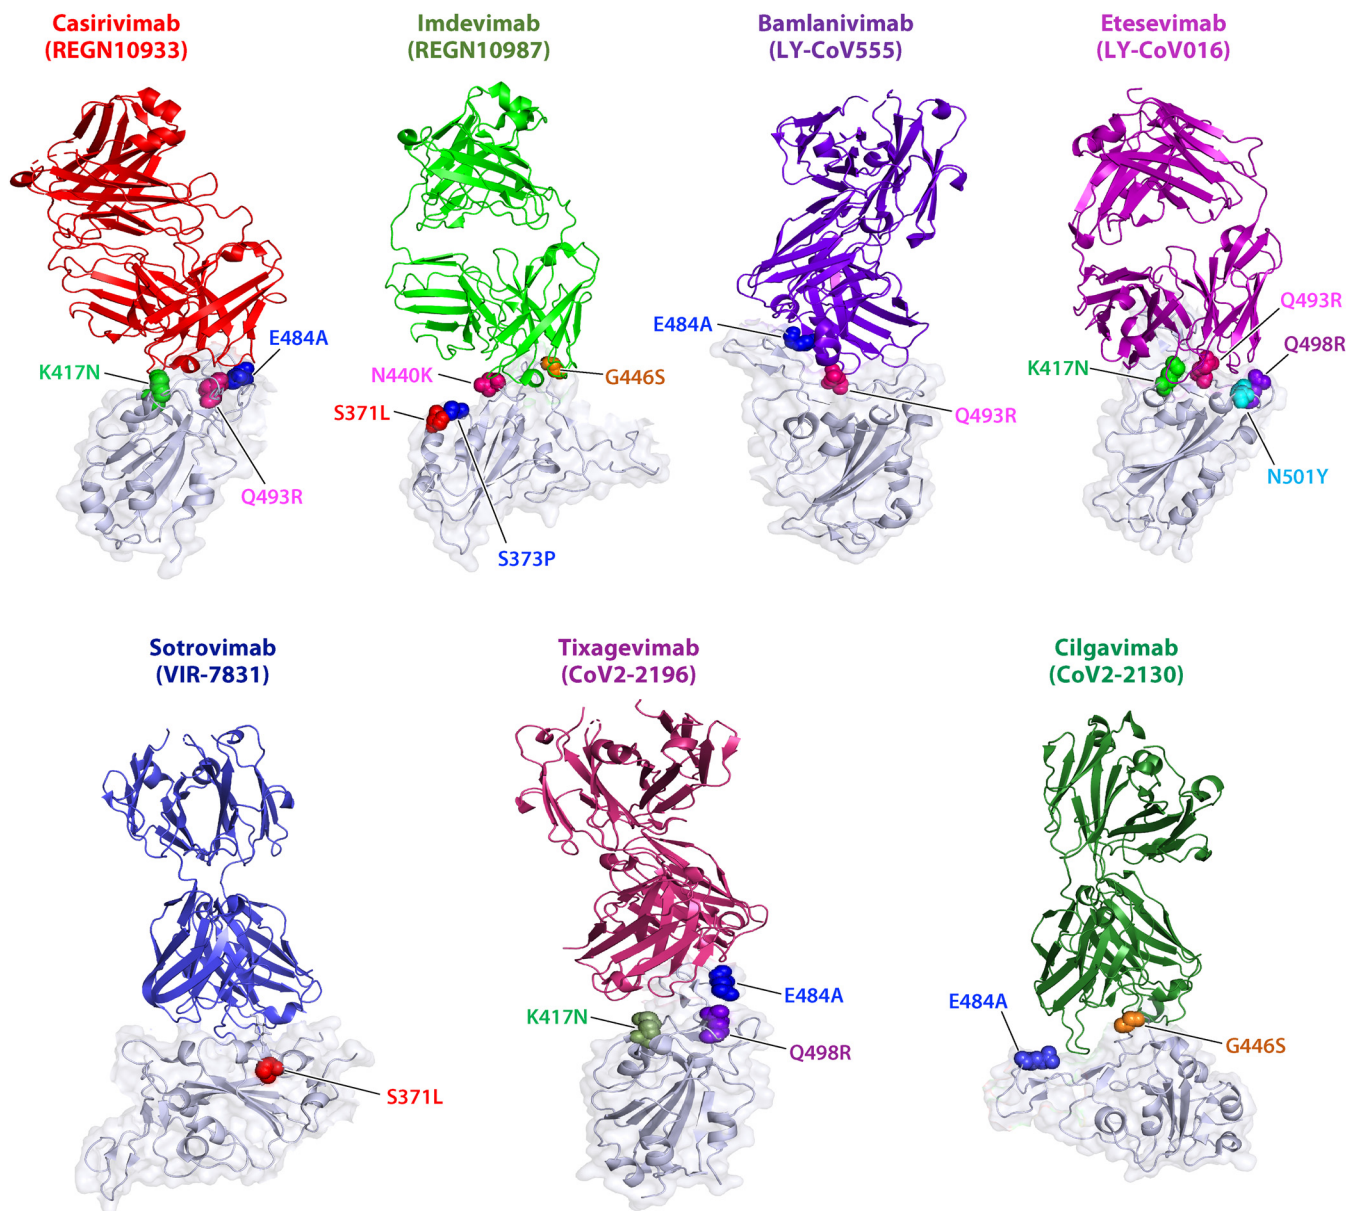 Casirivimab
(REGN10933)
Imdevimab
(REGN10987)
Bamlanivimab
(LY-CoV555)
Etesevimab
(LY-CoV016)
K417N
E484A
Q493R
N440K
G446S
S371L
S373P
E484A
Q493R
Q493R
Q498R
K417N
N501Y
Sotrovimab
(VIR-7831)
Tixagevimab
(CoV2-2196)
Cilgavimab
(CoV2-2130)
S371L
E484A
K417N
Q498R
E484A
G446S